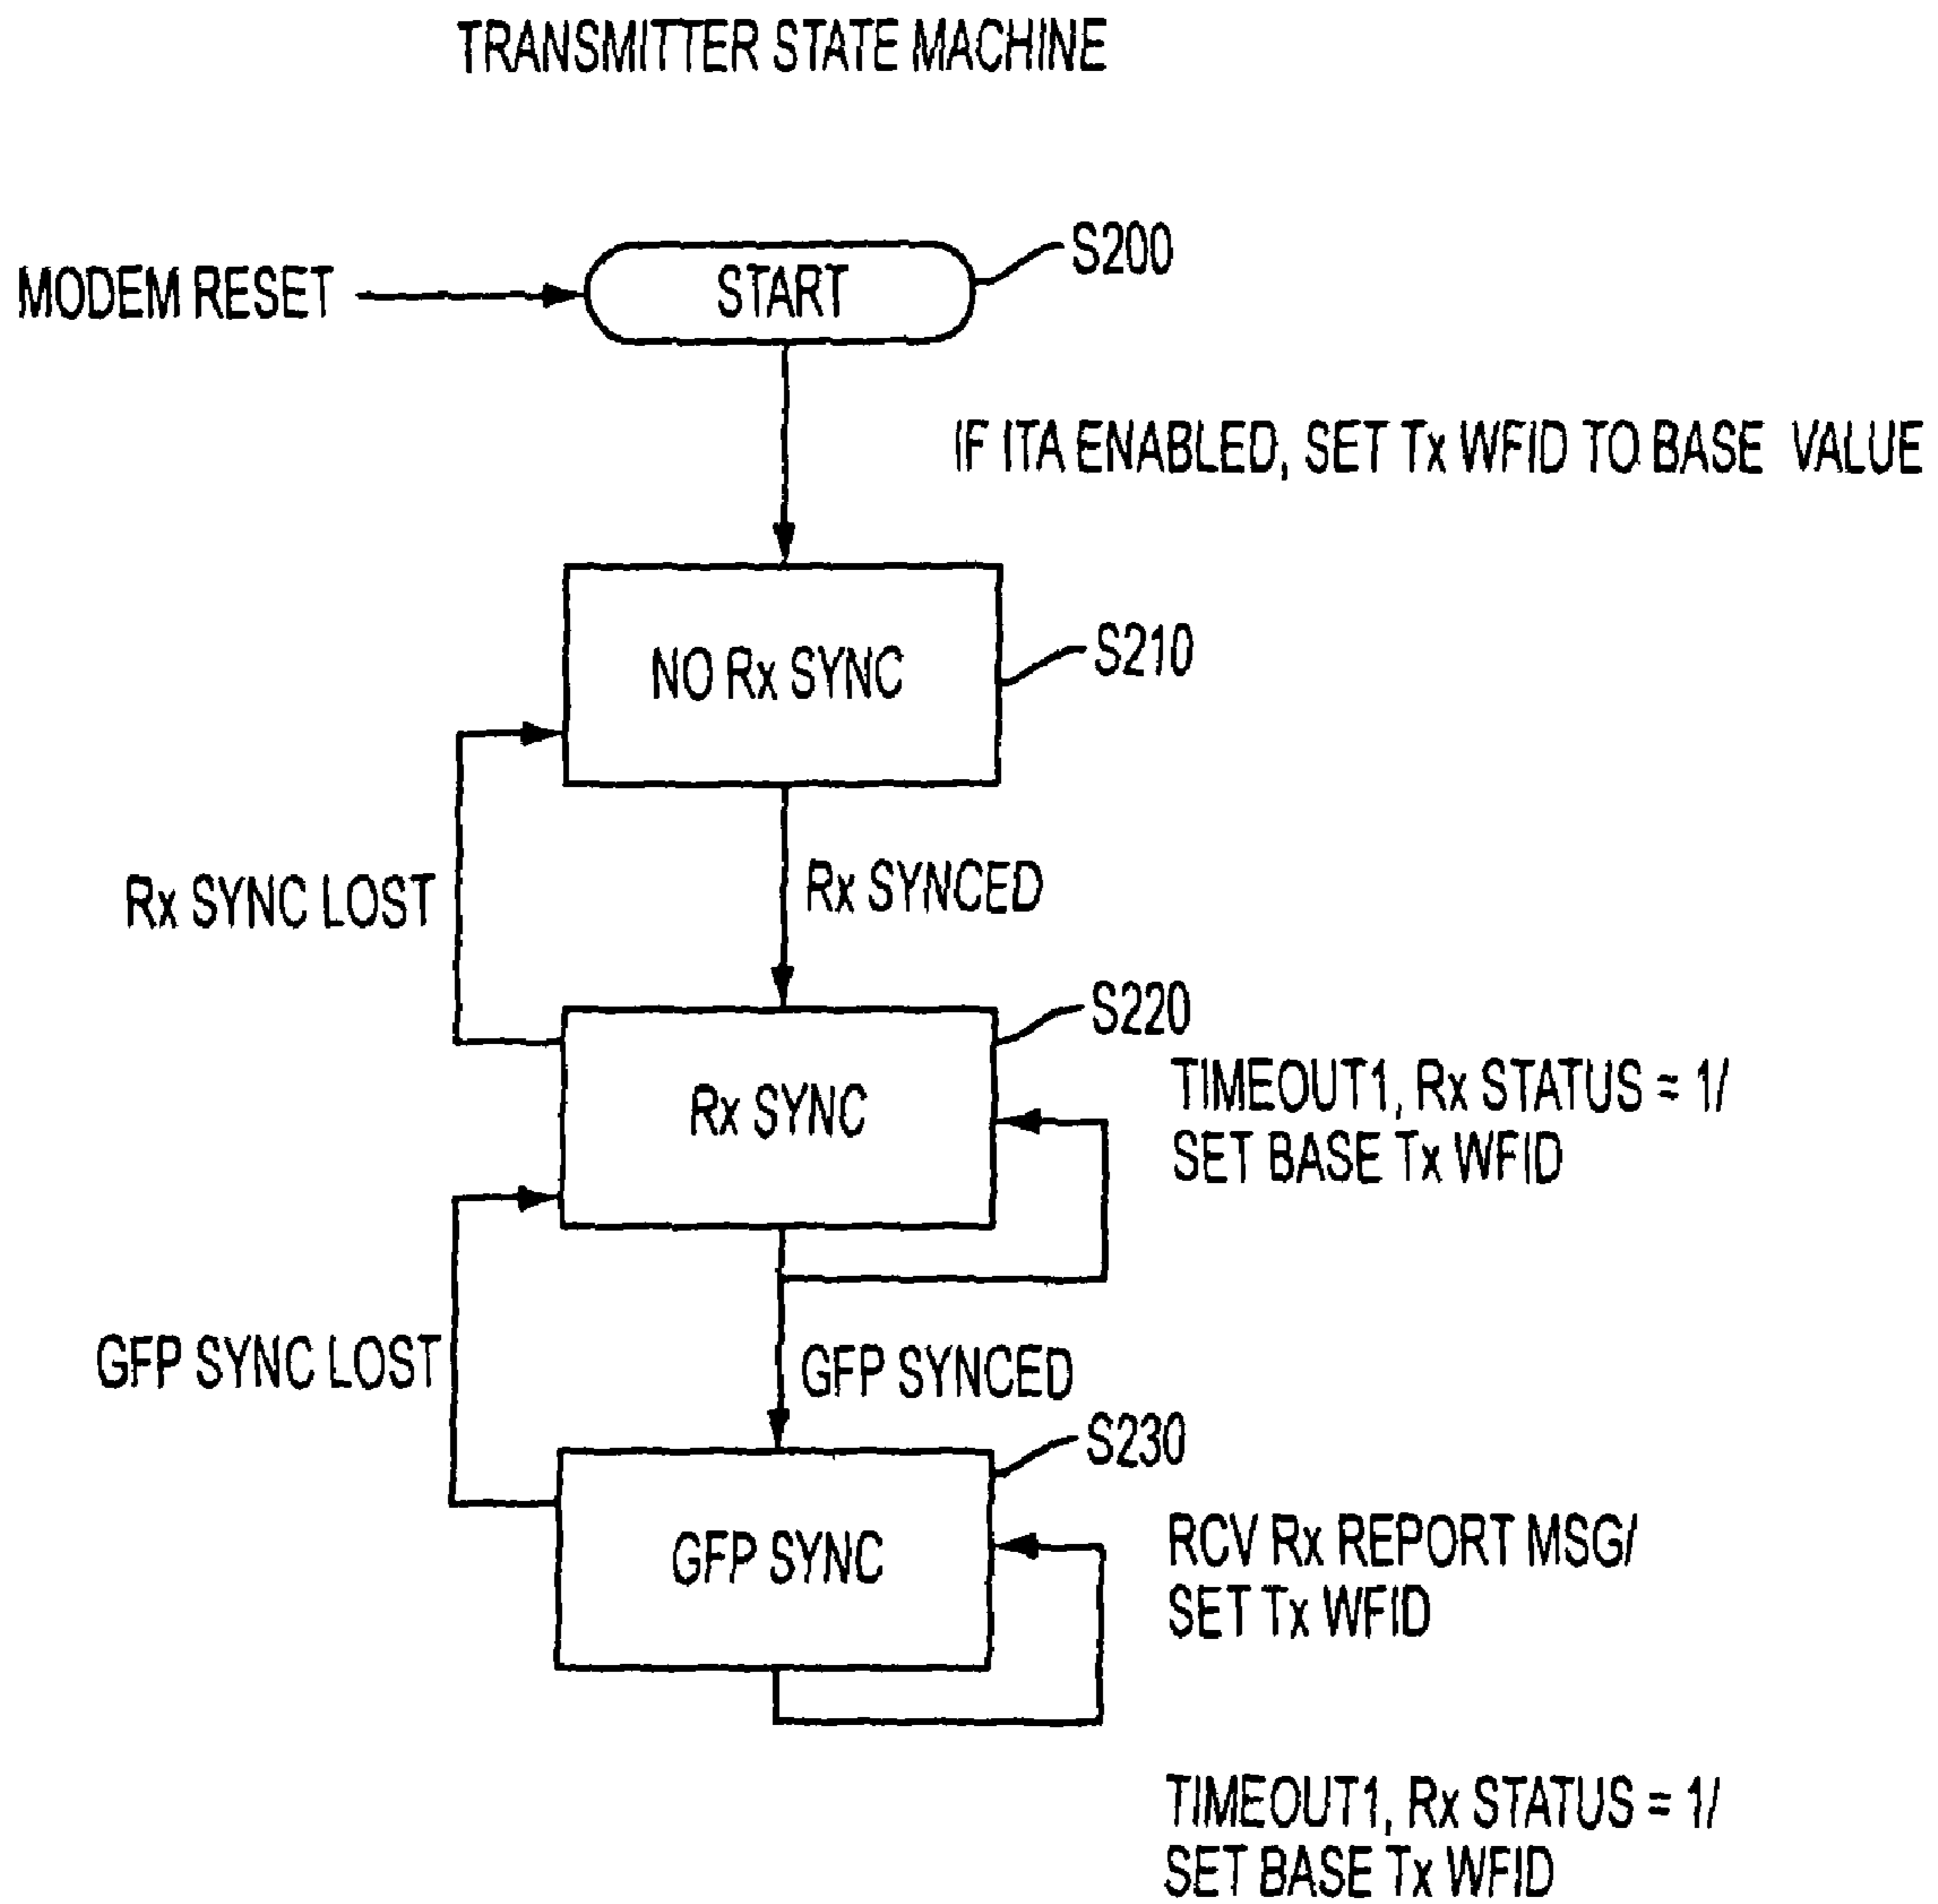 TRANSMITTER STATE MACHINE
S200
MODEM RESET
START
IF ITA ENABLED, SET Tx WFID TO BASE VALUE
NO Rx SYNC
S210
Rx SYNC LOST
Rx SYNCED
S220
Rx SYNC
TIMEOUT1, Rx STATUS = 1/
SET BASE Tx WFID
GFP SYNC LOST
GFP SYNCED
S230
GFP SYNC
RCV Rx REPORT MSG/
SET Tx WFID
TIMEOUT1, Rx STATUS = 1/
SET BASE Tx WFID